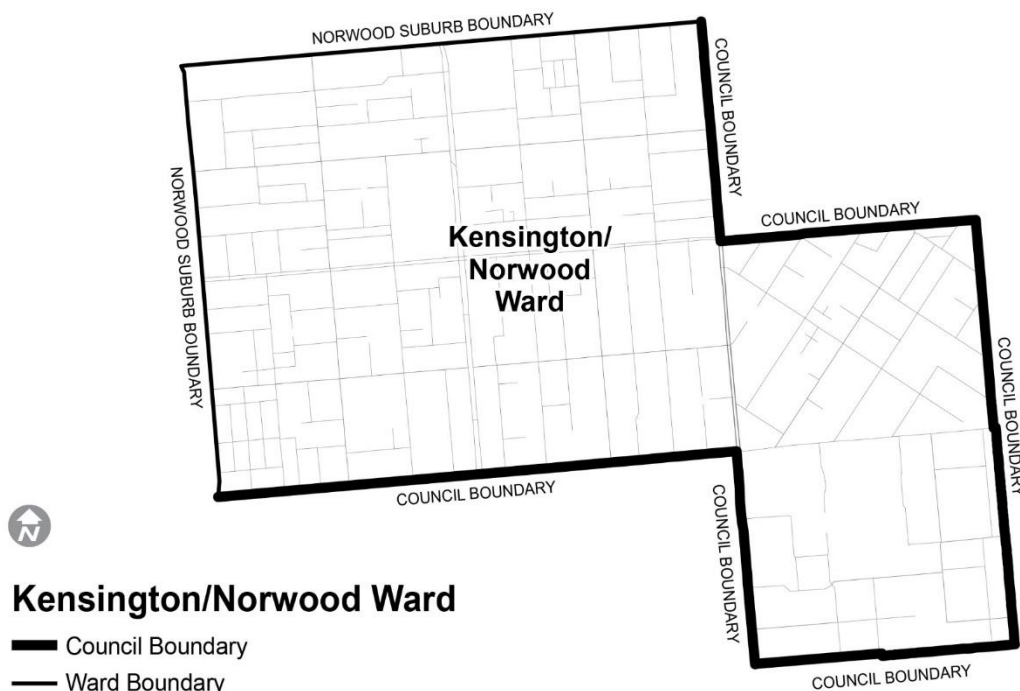 NORWOOD SUBURB BOUNDARY
COUNCIL BOUNDARY
COUNCIL BOUNDARY
NORWOOD SUBURB BOUNDARY
Kensington/
Norwood
Ward
COUNCIL BOUNDARY
COUNCIL BOUNDARY
COUNCIL BOUNDARY
COUNCIL BOUNDARY
N
Kensington/Norwood Ward
Council Boundary
Ward Boundary